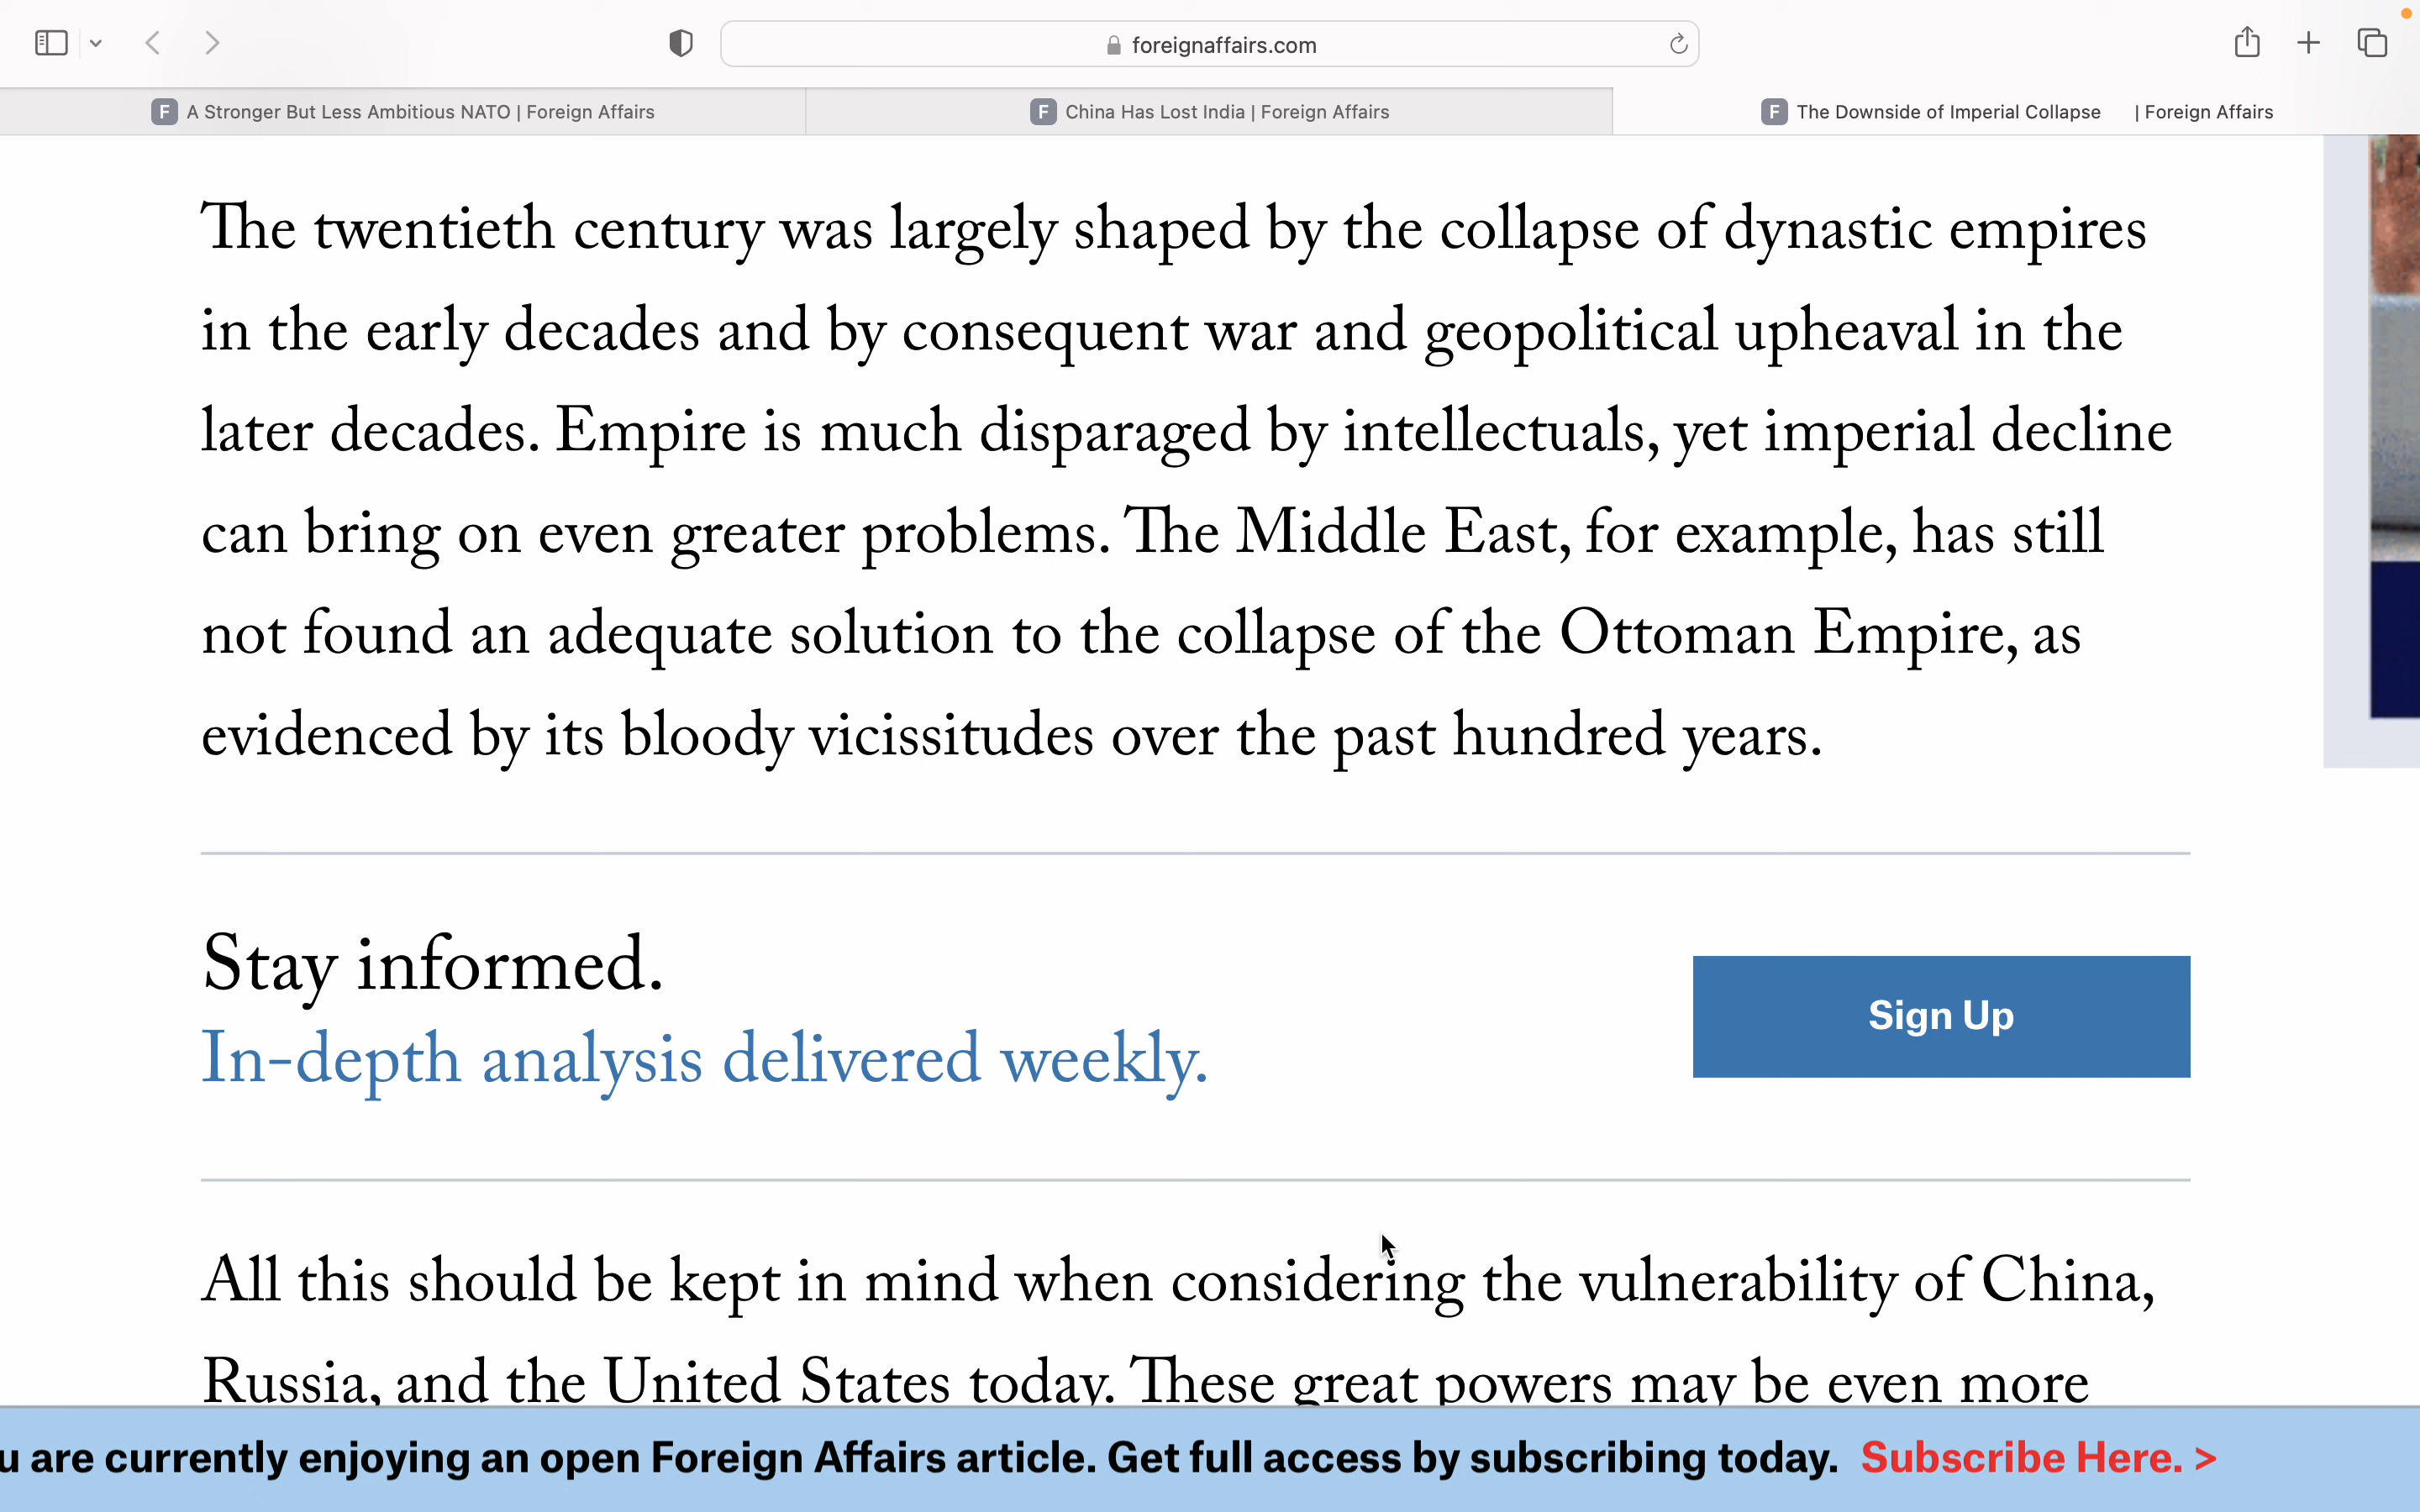 foreignaffairs.com
F A Stronger But Less Ambitious NATO | Foreign Affairs
F China Has Lost India | Foreign Affairs
F The Downside of Imperial Collapse | Foreign Affairs
The twentieth century was largely shaped by the collapse of dynastic empires
in the early decades and by consequent war and geopolitical upheaval in the
later decades. Empire is much disparaged by intellectuals, yet imperial decline
can bring on even greater problems. The Middle East, for example, has still
not found an adequate solution to the collapse of the Ottoman Empire, as
evidenced by its bloody vicissitudes over the past hundred years.
Stay informed.
In-depth analysis delivered weekly.
Sign Up
All this should be kept in mind when considering the vulnerability of China,
Russia, and the United States today. These great powers may be even more
u are currently enjoying an open Foreign Affairs article. Get full access by subscribing today. Subscribe Here. >